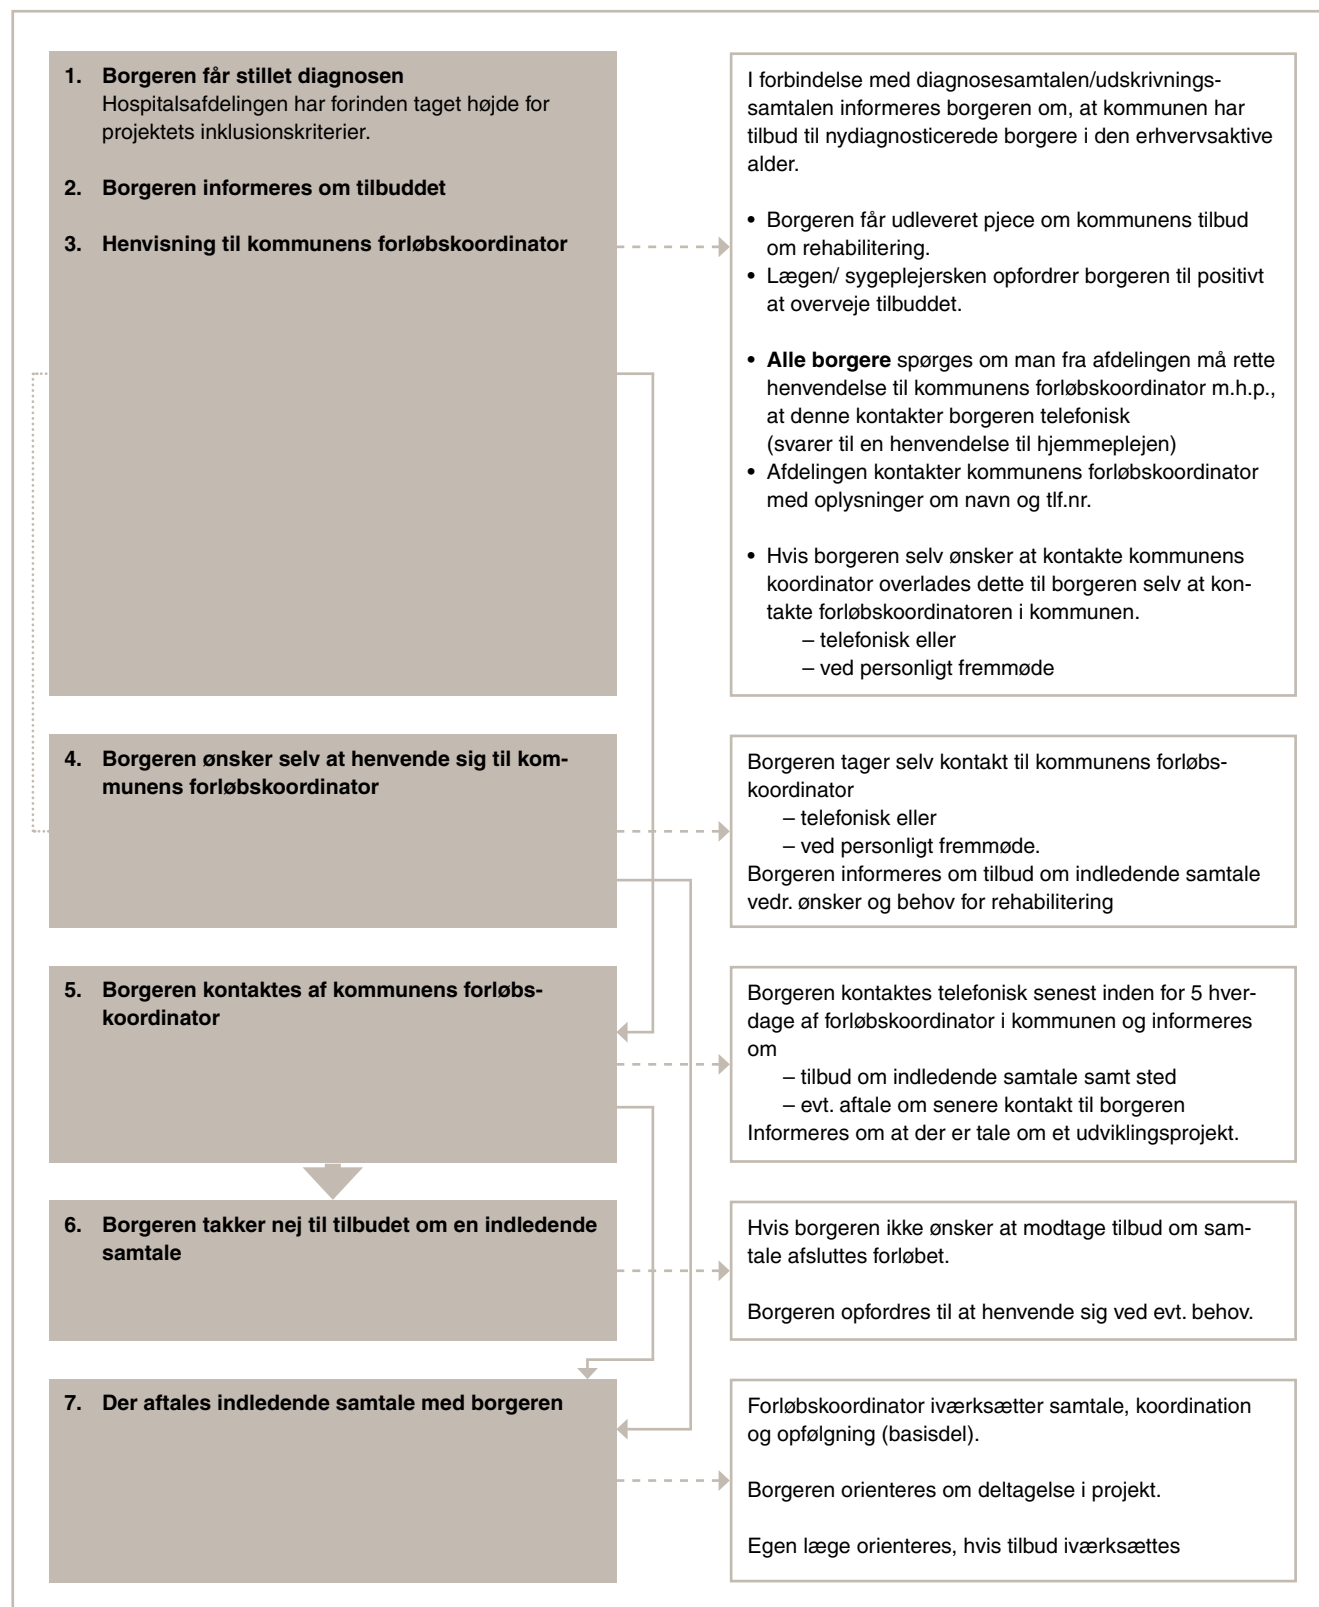 1. Borgeren får stillet diagnosen
Hospitalsafdelingen har forinden taget højde for
projektets inklusionskriterier.
2. Borgeren informeres om tilbuddet
3. Henvisning til kommunens forløbskoordinator
I forbindelse med diagnosesamtalen/udskrivnings-
samtalen informeres borgeren om, at kommunen har
tilbud til nydiagnosticerede borgere i den erhvervsaktive
alder.
• Borgeren får udleveret pjece om kommunens tilbud
om rehabilitering.
• Lægen/ sygeplejersken opfordrer borgeren til positivt
at overveje tilbuddet.
• Alle borgere spørges om man fra afdelingen må rette
henvendelse til kommunens forløbskoordinator m.h.p.,
at denne kontakter borgeren telefonisk
(svarer til en henvendelse til hjemmeplejen)
• Afdelingen kontakter kommunens forløbskoordinator
med oplysninger om navn og tlf.nr.
• Hvis borgeren selv ønsker at kontakte kommunens
koordinator overlades dette til borgeren selv at kon-
takte forløbskoordinatoren i kommunen.
– telefonisk eller
– ved personligt fremmøde
4. Borgeren ønsker selv at henvende sig til kom-
munens forløbskoordinator
Borgeren tager selv kontakt til kommunens forløbs-
koordinator
– telefonisk eller
– ved personligt fremmøde.
Borgeren informeres om tilbud om indledende samtale
vedr. ønsker og behov for rehabilitering
5. Borgeren kontaktes af kommunens forløbs-
koordinator
Borgeren kontaktes telefonisk senest inden for 5 hver-
dage af forløbskoordinator i kommunen og informeres
om
– tilbud om indledende samtale samt sted
– evt. aftale om senere kontakt til borgeren
Informeres om at der er tale om et udviklingsprojekt.
6. Borgeren takker nej til tilbudet om en indledende
samtale
Hvis borgeren ikke ønsker at modtage tilbud om sam-
tale afsluttes forløbet.
Borgeren opfordres til at henvende sig ved evt. behov.
7. Der aftales indledende samtale med borgeren
Forløbskoordinator iværksætter samtale, koordination
og opfølgning (basisdel).
Borgeren orienteres om deltagelse i projekt.
Egen læge orienteres, hvis tilbud iværksættes